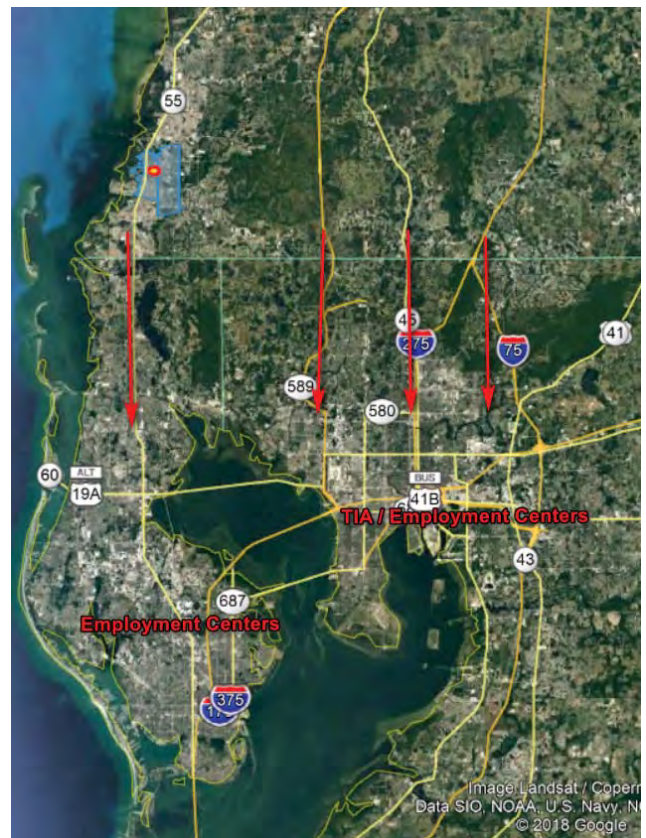 55
45
275
75
41
589
580
60
ALT
19A
BUS
41B
TIA / Employment Centers
43
687
Employment Centers
375
Image Landsat / Copern
Data SIO, NOAA, U.S. Navy, N
© 2018 Google